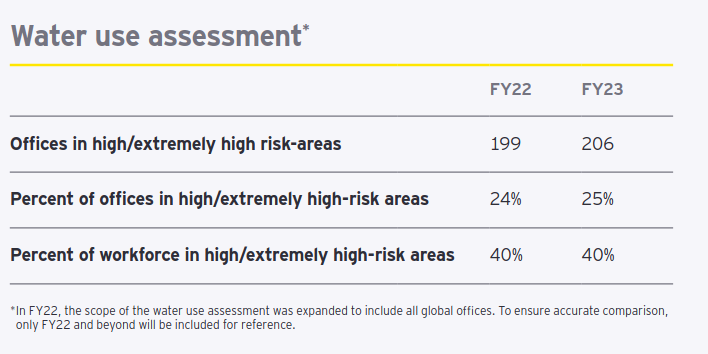 Water use assessment*
FY22 FY23
Offices in high/extremely high risk-areas 199 206
Percent of offices in high/extremely high-risk areas 24% 25%
Percent of workforce in high/extremely high-risk areas 40% 40%
*In FY22, the scope of the water use assessment was expanded to include all global offices. To ensure accurate comparison,
only FY22 and beyond will be included for reference.